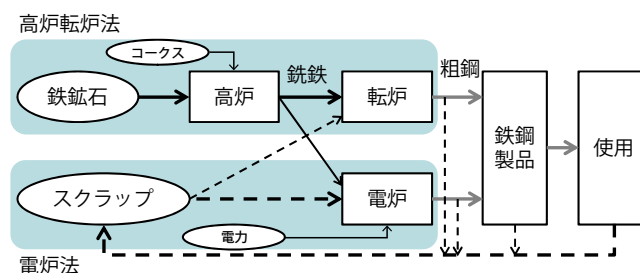 高炉転炉法
コークス
鉄鉱石
高炉
銑鉄
転炉
粗鋼
鉄鋼
製品
使用
スクラップ
電炉
電力
電炉法